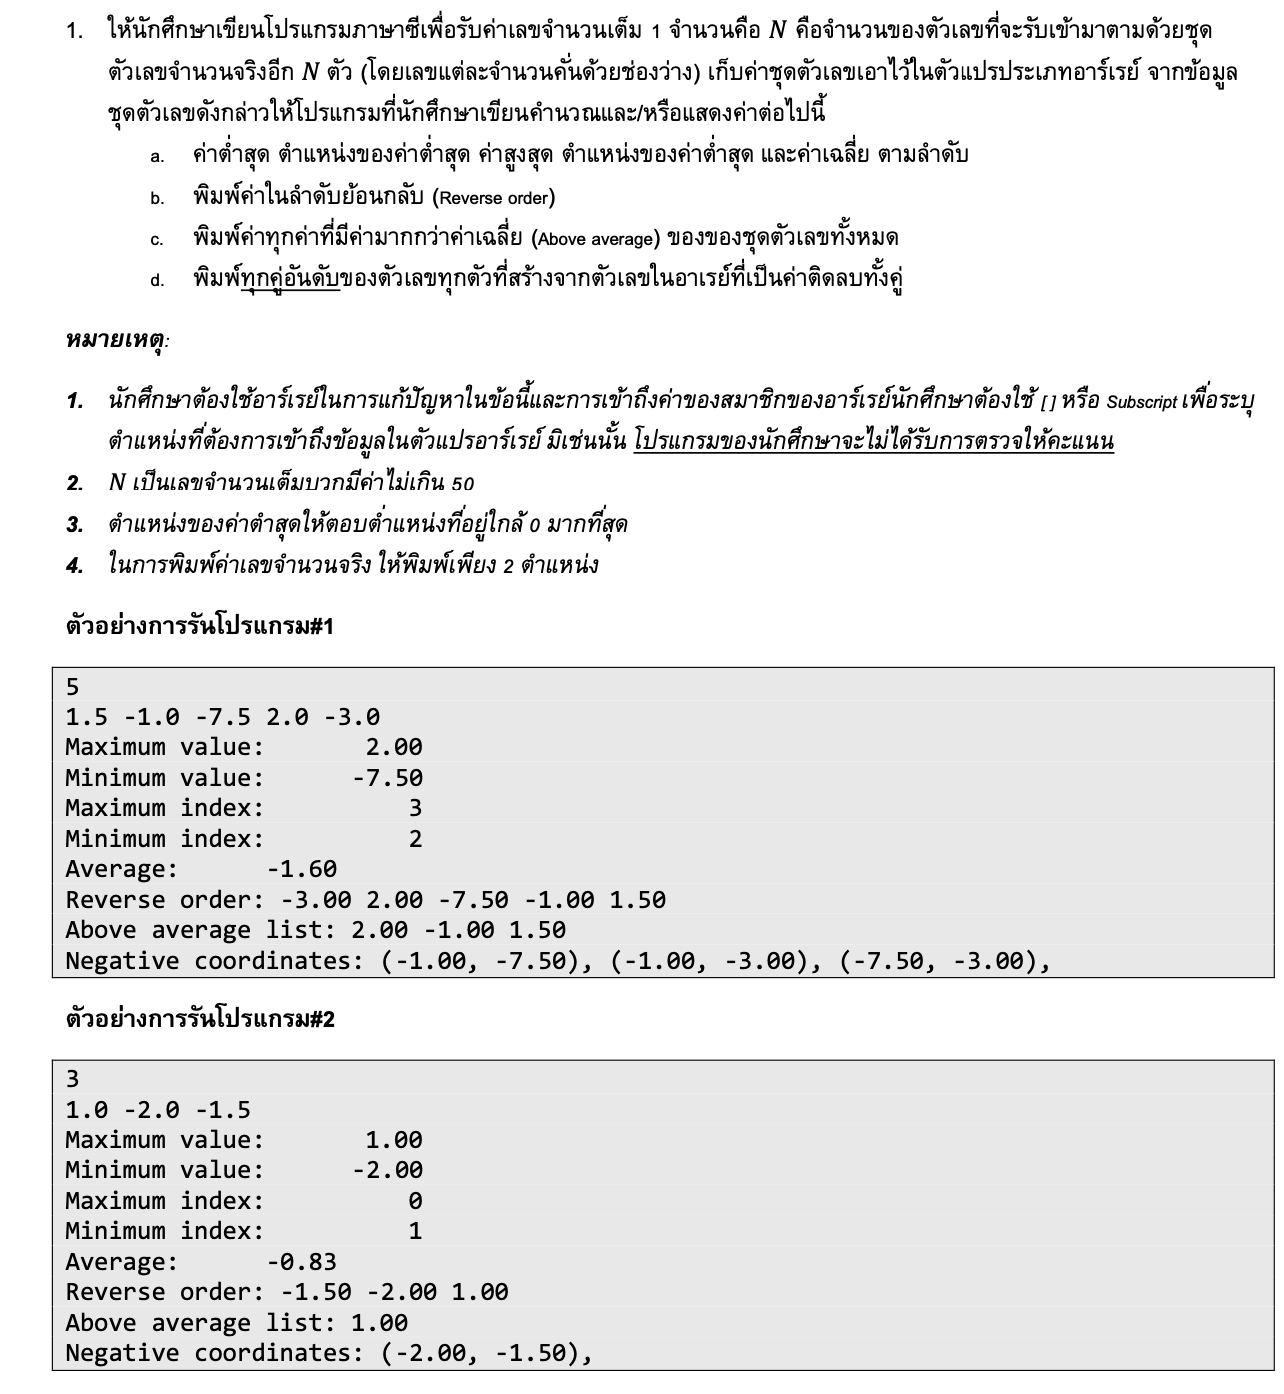 1. ให้นักศึกษาเขียนโปรแกรมภาษาซีเพื่อรับค่าเลขจำนวนเต็ม 1 จำนวนคือ N คือจำนวนของตัวเลขที่จะรับเข้ามาตามด้วยชุด
ตัวเลขจำนวนจริงอีก N ตัว (โดยเลขแต่ละจำนวนคั่นด้วยช่องว่าง) เก็บค่าชุดตัวเลขเอาไว้ในตัวแปรประเภทอาร์เรย์ จากข้อมูล
ชุดตัวเลขดังกล่าวให้โปรแกรมที่นักศึกษาเขียนคำนวณและ/หรือแสดงค่าต่อไปนี้
a. ค่าต่ำสุด ตำแหน่งของค่าต่ำสุด ค่าสูงสุด ตำแหน่งของค่าต่ำสุด และค่าเฉลี่ย ตามลำดับ
b. พิมพ์ค่าในลำดับย้อนกลับ (Reverse order)
c. พิมพ์ค่าทุกค่าที่มีค่ามากกว่าค่าเฉลี่ย (Above average) ของของชุดตัวเลขทั้งหมด
d. พิมพ์ทุกคู่อันดับของตัวเลขทุกตัวที่สร้างจากตัวเลขในอาเรย์ที่เป็นค่าติดลบทั้งคู่
หมายเหตุ:
1. นักศึกษาต้องใช้อาร์เรย์ในการแก้ปัญหาในข้อนี้และการเข้าถึงค่าของสมาชิกของอาร์เรย์นักศึกษาต้องใช้ [] หรือ Subscript เพื่อระบุ
ตำแหน่งที่ต้องการเข้าถึงข้อมูลในตัวแปรอาร์เรย์ มิเช่นนั้น โปรแกรมของนักศึกษาจะไม่ได้รับการตรวจให้คะแนน
2. N เป็นเลขจำนวนเต็มบวกมีค่าไม่เกิน 50
3. ตำแหน่งของค่าตำสุดให้ตอบต่ำแหน่งที่อยู่ใกล้ 0 มากที่สุด
4. ในการพิมพ์ค่าเลขจำนวนจริง ให้พิมพ์เพียง 2 ตำแหน่ง
ตัวอย่างการรันโปรแกรม#1
5
1.5 -1.0 -7.5 2.0 -3.0
Maximum value:       2.00
Minimum value:      -7.50
Maximum index:          3
Minimum index:          2
Average:      -1.60
Reverse order: -3.00 2.00 -7.50 -1.00 1.50
Above average list: 2.00 -1.00 1.50
Negative coordinates: (-1.00, -7.50), (-1.00, -3.00), (-7.50, -3.00),
ตัวอย่างการรันโปรแกรม#2
3
1.0 -2.0 -1.5
Maximum value:       1.00
Minimum value:      -2.00
Maximum index:          0
Minimum index:          1
Average:      -0.83
Reverse order: -1.50 -2.00 1.00
Above average list: 1.00
Negative coordinates: (-2.00, -1.50),